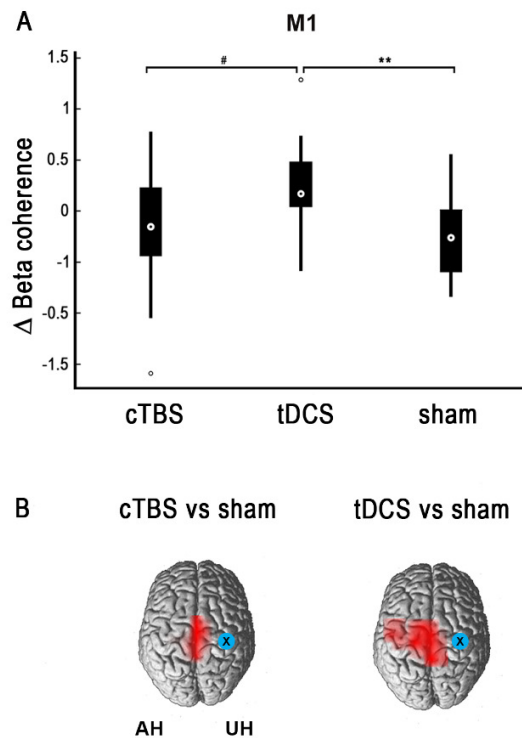 A
M1
1.5
# **
1
0.5
0
-1
-0.5
-1.5
Δ Beta coherence
cTBS tDCS sham
B
cTBS vs sham tDCS vs sham
X X
AH UH